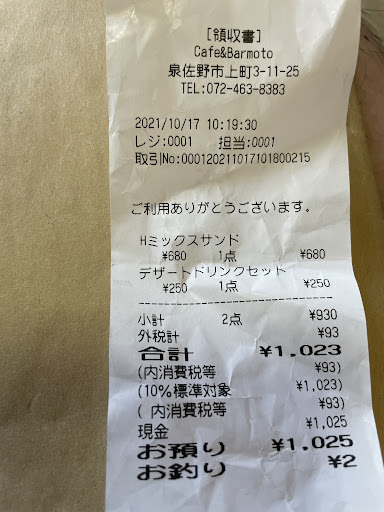 [領収書]
Cafe&Barmoto
泉佐野市上町3-11-25
TEL:072-463-8383
2021/10/17 10:19:30
レジ:0001 担当:0001
取引No:000120211017101800215
ご利用ありがとうございます。
Hミックスサンド
¥680 1点 ¥680
デザートドリンクセット
¥250 1点 ¥250
小計 2点 ¥930
外税計 ¥93
合計 ¥1,023
(内消費税等 ¥93)
(10%標準対象 ¥1,023)
( 内消費税等 ¥93)
現金 ¥1,025
お預り ¥1,025
お釣り ¥2